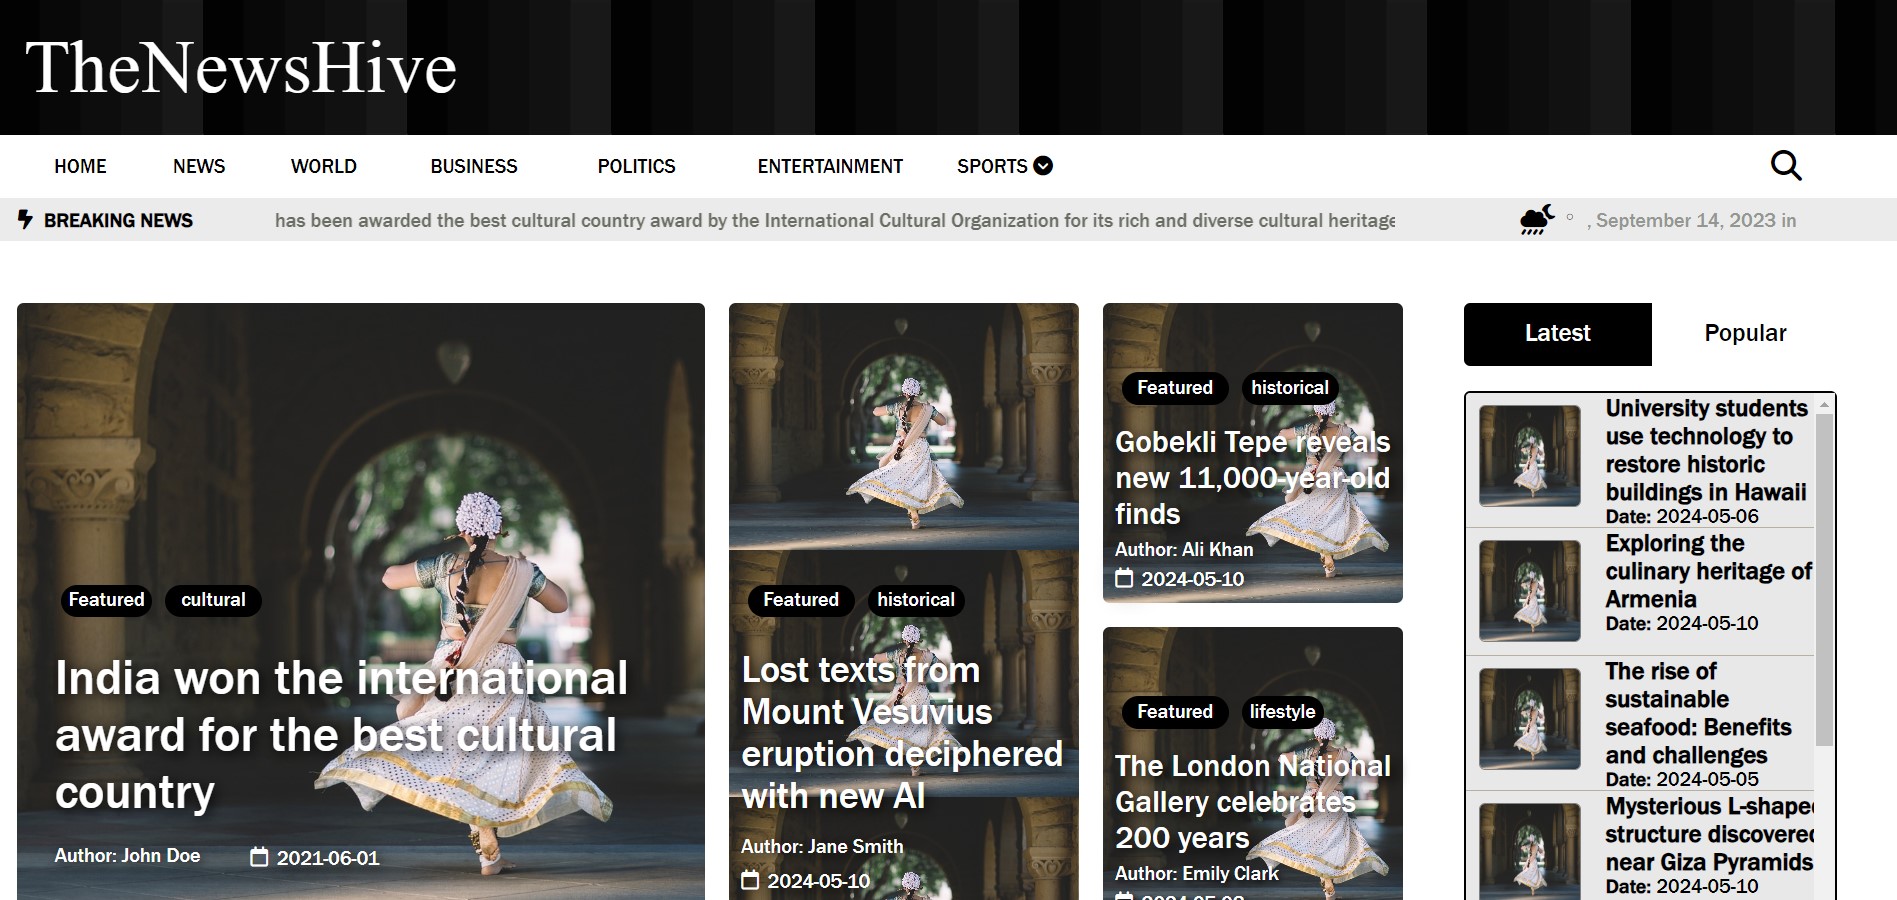 TheNewsHive
HOME NEWS WORLD BUSINESS POLITICS ENTERTAINMENT SPORTS
BREAKING NEWS has been awarded the best cultural country award by the International Cultural Organization for its rich and diverse cultural heritage ° , September 14, 2023 in
Featured cultural
India won the international
award for the best cultural
country
Author: John Doe 2021-06-01
Featured historical
Lost texts from
Mount Vesuvius
eruption deciphered
with new AI
Author: Jane Smith
2024-05-10
Featured historical
Gobekli Tepe reveals
new 11,000-year-old
finds
Author: Ali Khan
2024-05-10
Featured lifestyle
The London National
Gallery celebrates
200 years
Author: Emily Clark
Latest Popular
University students
use technology to
restore historic
buildings in Hawaii
Date: 2024-05-06
Exploring the
culinary heritage of
Armenia
Date: 2024-05-10
The rise of
sustainable
seafood: Benefits
and challenges
Date: 2024-05-05
Mysterious L-shaped
structure discovered
near Giza Pyramids
Date: 2024-05-10